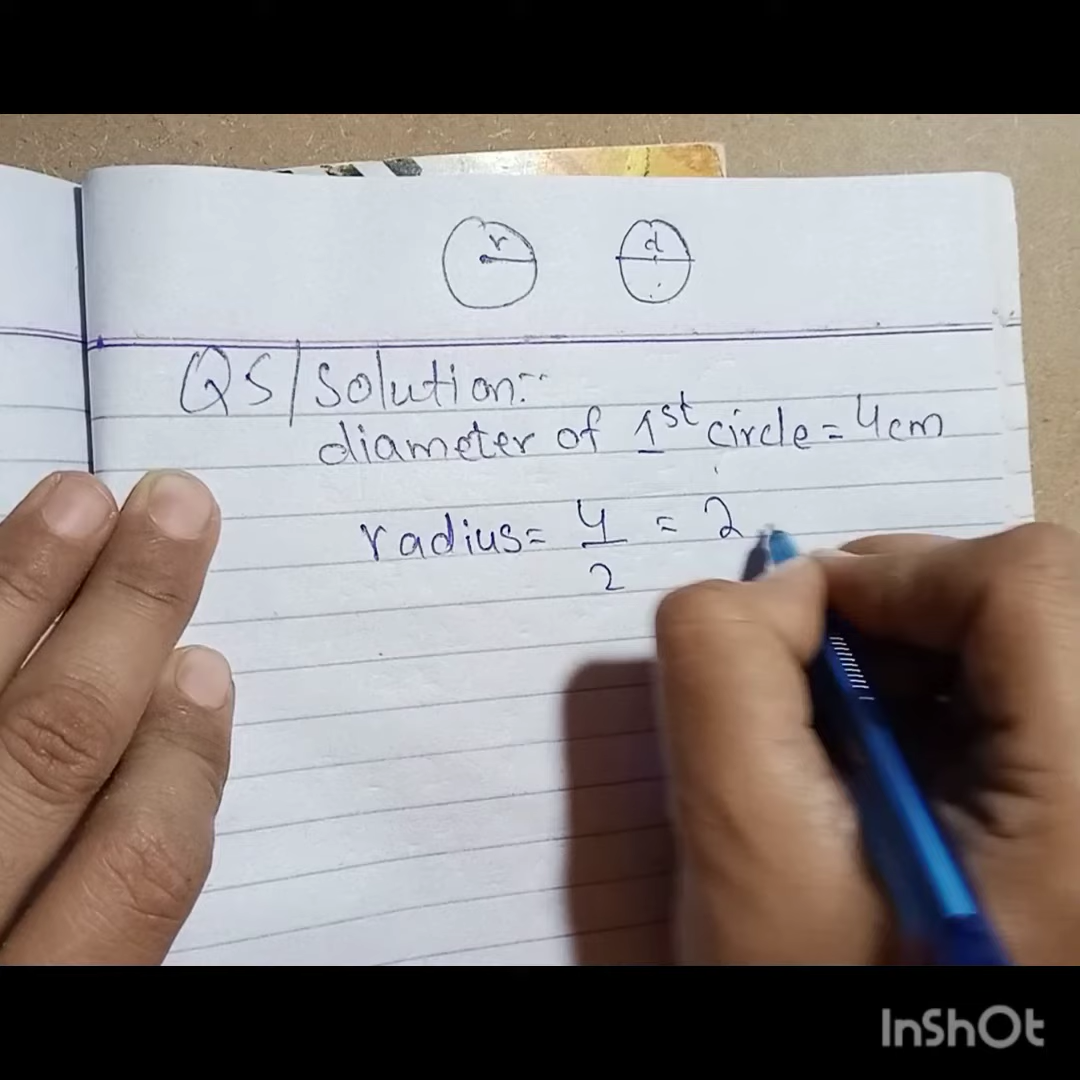 r
d
Q5/Solution:-
diameter of 1st circle = 4cm
radius = 4/2 = 2
InShOt